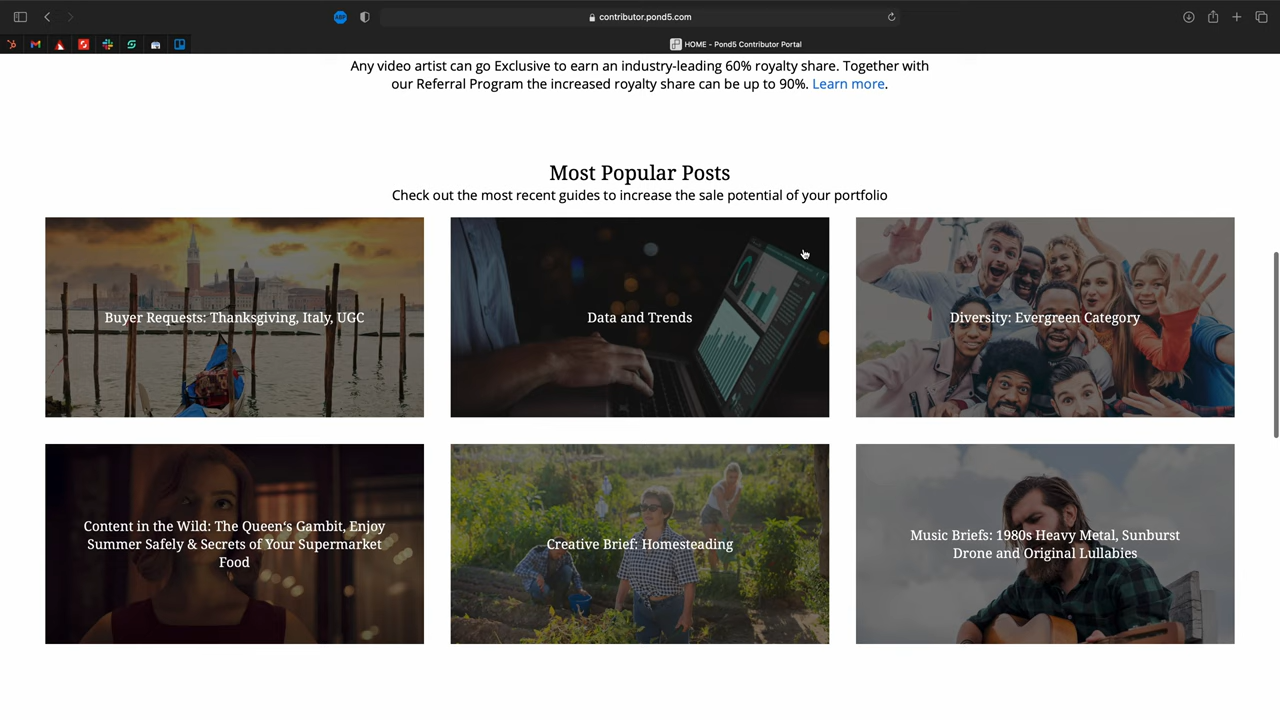 contributor.pond5.com
HOME - Pond5 Contributor Portal
Any video artist can go Exclusive to earn an industry-leading 60% royalty share. Together with
our Referral Program the increased royalty share can be up to 90%. Learn more.
Most Popular Posts
Check out the most recent guides to increase the sale potential of your portfolio
Buyer Requests: Thanksgiving, Italy, UGC
Data and Trends
Diversity: Evergreen Category
Content in the Wild: The Queen's Gambit, Enjoy
Summer Safely & Secrets of Your Supermarket
Food
Creative Brief: Homesteading
Music Briefs: 1980s Heavy Metal, Sunburst
Drone and Original Lullabies